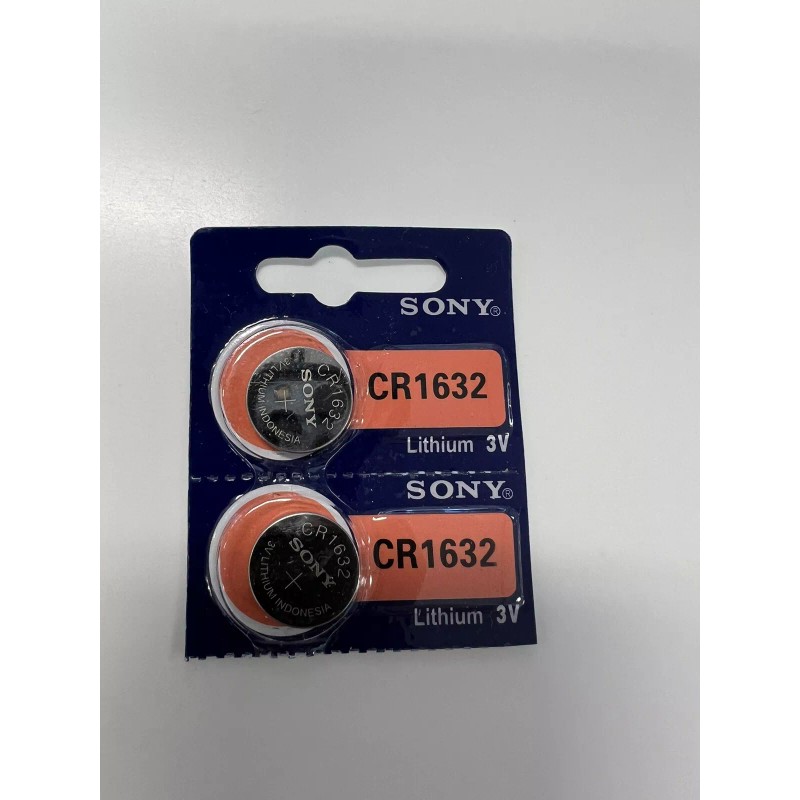 SONY®
CR1632
Lithium 3V
CR1632
SONY
3V LITHIUM INDONESIA
SONY®
CR1632
Lithium 3V
CR1632
SONY
3V LITHIUM INDONESIA